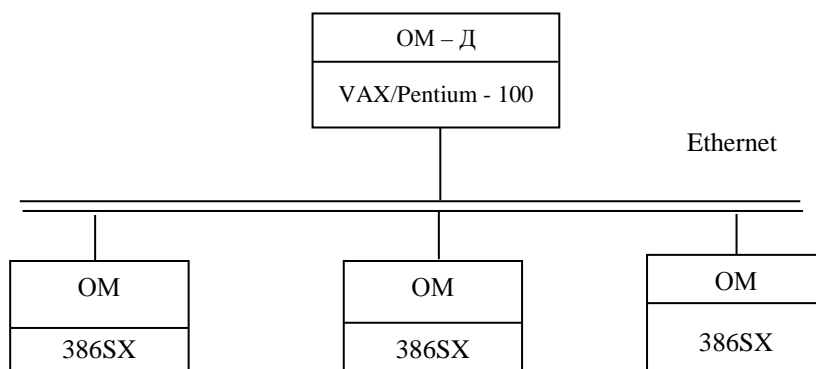 ОМ – Д
VAX/Pentium - 100
Ethernet
ОМ
ОМ
ОМ
386SX
386SX
386SX